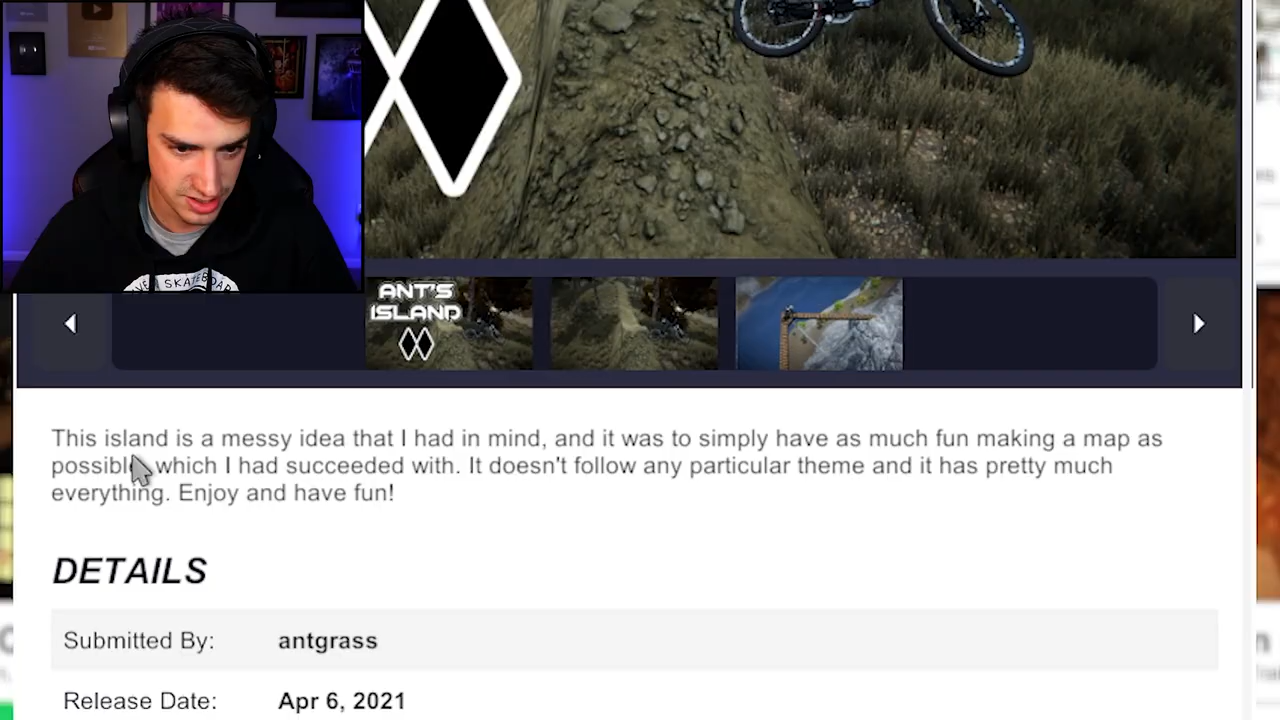 ANT'S
ISLAND
This island is a messy idea that I had in mind, and it was to simply have as much fun making a map as
possible, which I had succeeded with. It doesn't follow any particular theme and it has pretty much
everything. Enjoy and have fun!
DETAILS
Submitted By: antgrass
Release Date: Apr 6, 2021